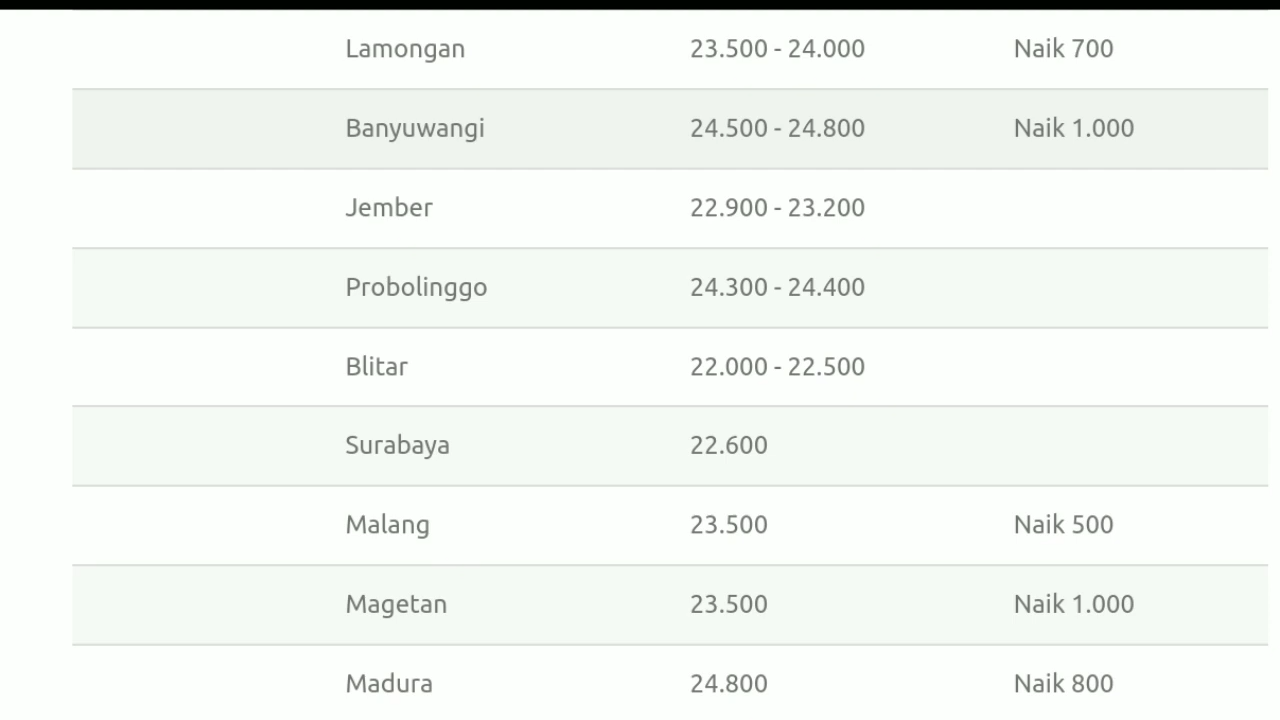 Lamongan 23.500 - 24.000 Naik 700
Banyuwangi 24.500 - 24.800 Naik 1.000
Jember 22.900 - 23.200
Probolinggo 24.300 - 24.400
Blitar 22.000 - 22.500
Surabaya 22.600
Malang 23.500 Naik 500
Magetan 23.500 Naik 1.000
Madura 24.800 Naik 800